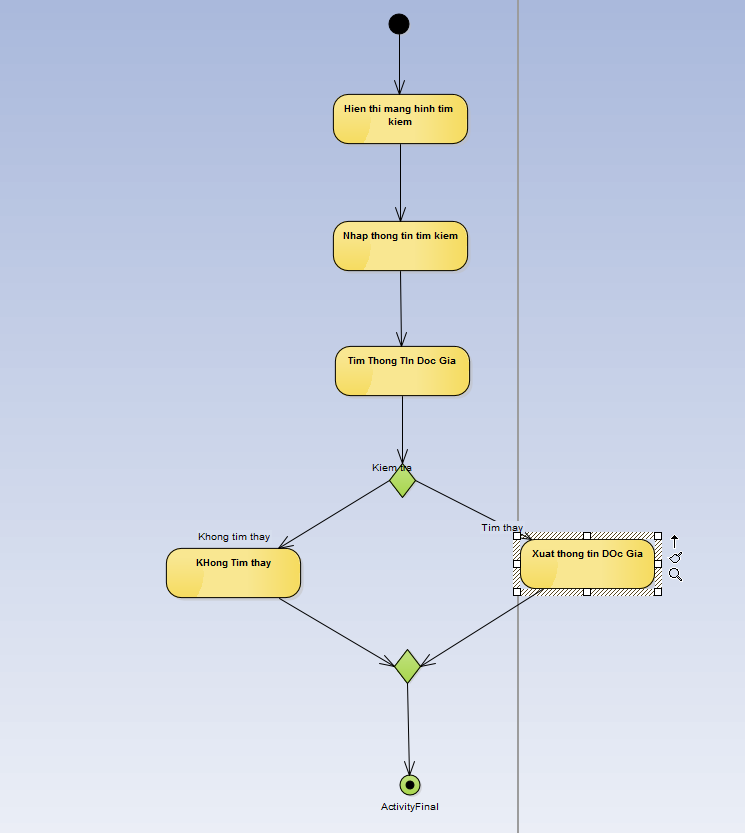 Hien thi mang hinh tim
kiem
Nhap thong tin tim kiem
Tim Thong TIn Doc Gia
Kiem tra
Tim thay
Khong tim thay
Xuat thong tin DOc Gia
KHong Tim thay
ActivityFinal